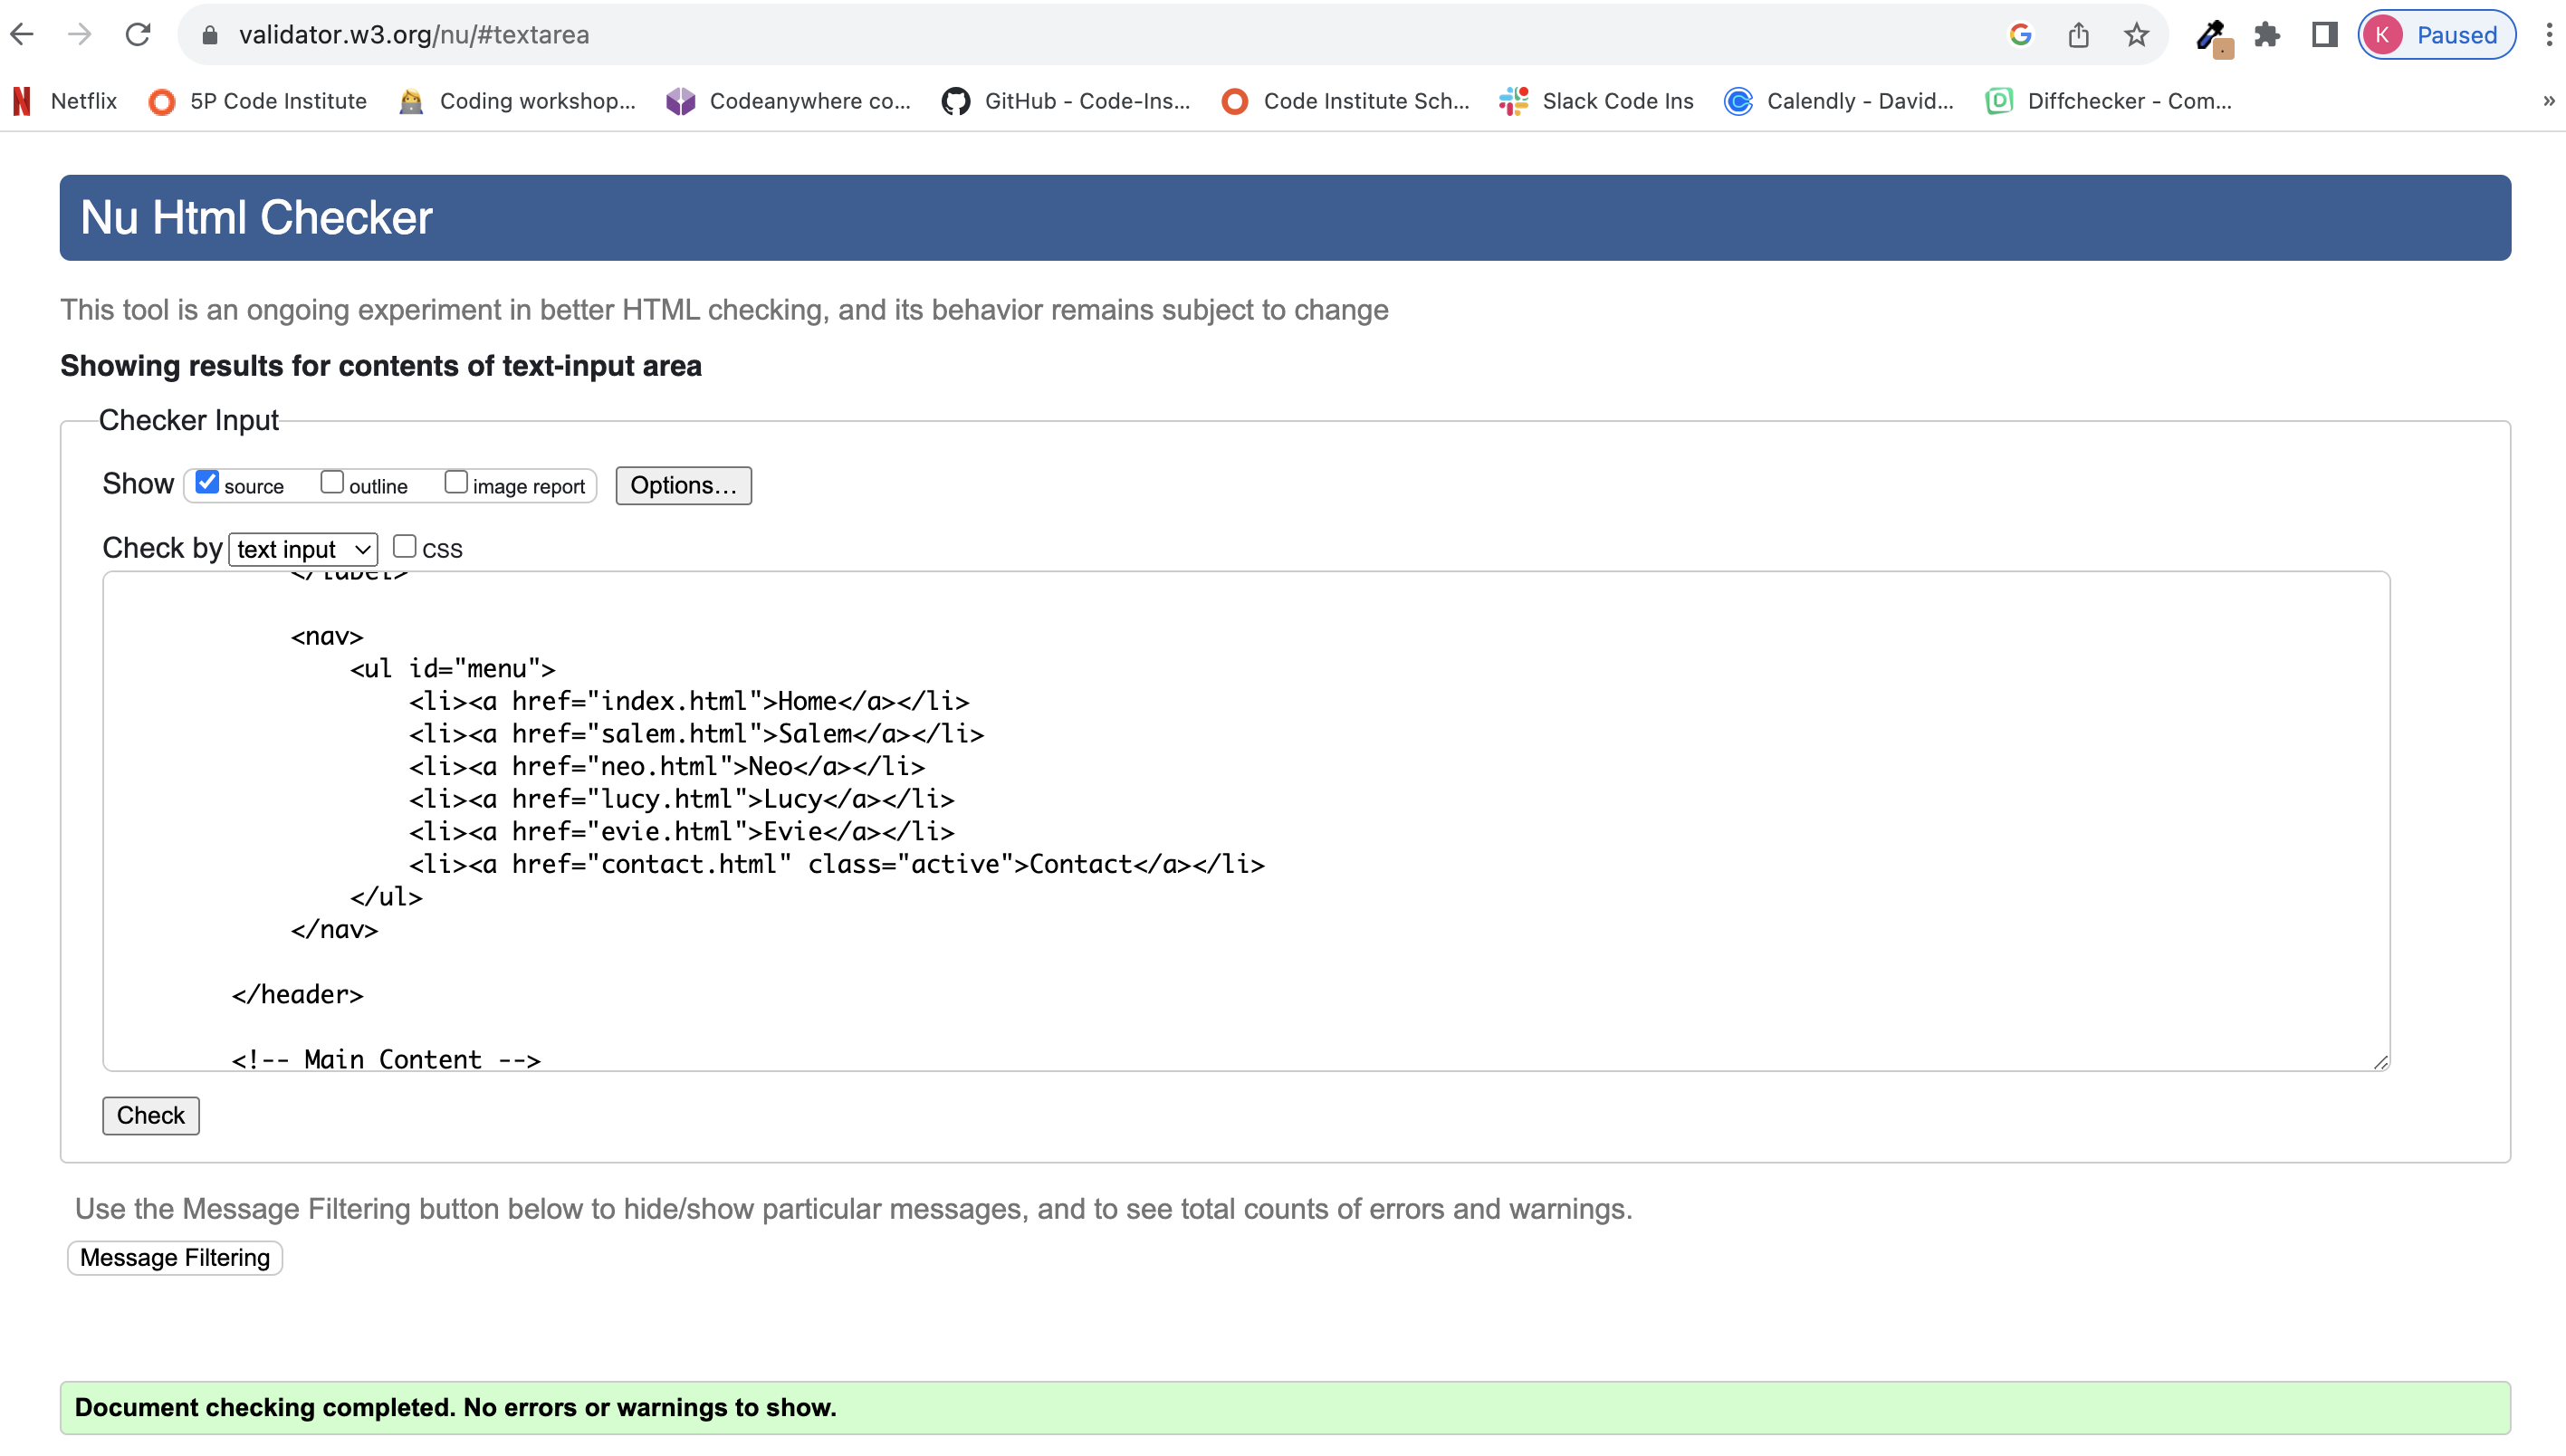 validator.w3.org/nu/#textarea
K Paused
Netflix 5P Code Institute Coding workshop... Codeanywhere co... GitHub - Code-Ins... Code Institute Sch... Slack Code Ins Calendly - David... Diffchecker - Com... »
Nu Html Checker
This tool is an ongoing experiment in better HTML checking, and its behavior remains subject to change
Showing results for contents of text-input area
Checker Input
Show source outline image report Options...
Check by text input CSS
</label>
<nav>
<ul id="menu">
<li><a href="index.html">Home</a></li>
<li><a href="salem.html">Salem</a></li>
<li><a href="neo.html">Neo</a></li>
<li><a href="lucy.html">Lucy</a></li>
<li><a href="evie.html">Evie</a></li>
<li><a href="contact.html" class="active">Contact</a></li>
</ul>
</nav>
</header>
<!-- Main Content -->
Check
Use the Message Filtering button below to hide/show particular messages, and to see total counts of errors and warnings.
Message Filtering
Document checking completed. No errors or warnings to show.